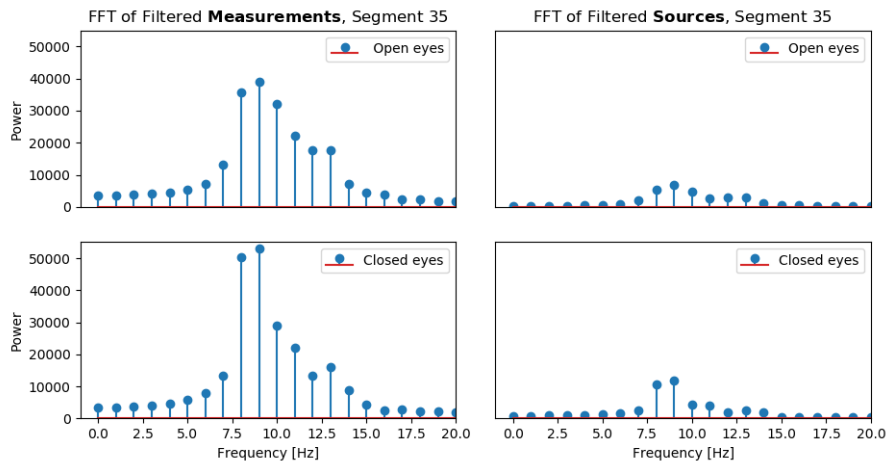 FFT of Filtered Measurements, Segment 35
FFT of Filtered Sources, Segment 35
Open eyes
Open eyes
Power
50000
40000
30000
20000
10000
0
Closed eyes
Closed eyes
Power
50000
40000
30000
20000
10000
0
0.0 2.5 5.0 7.5 10.0 12.5 15.0 17.5 20.0
0.0 2.5 5.0 7.5 10.0 12.5 15.0 17.5 20.0
Frequency [Hz]
Frequency [Hz]